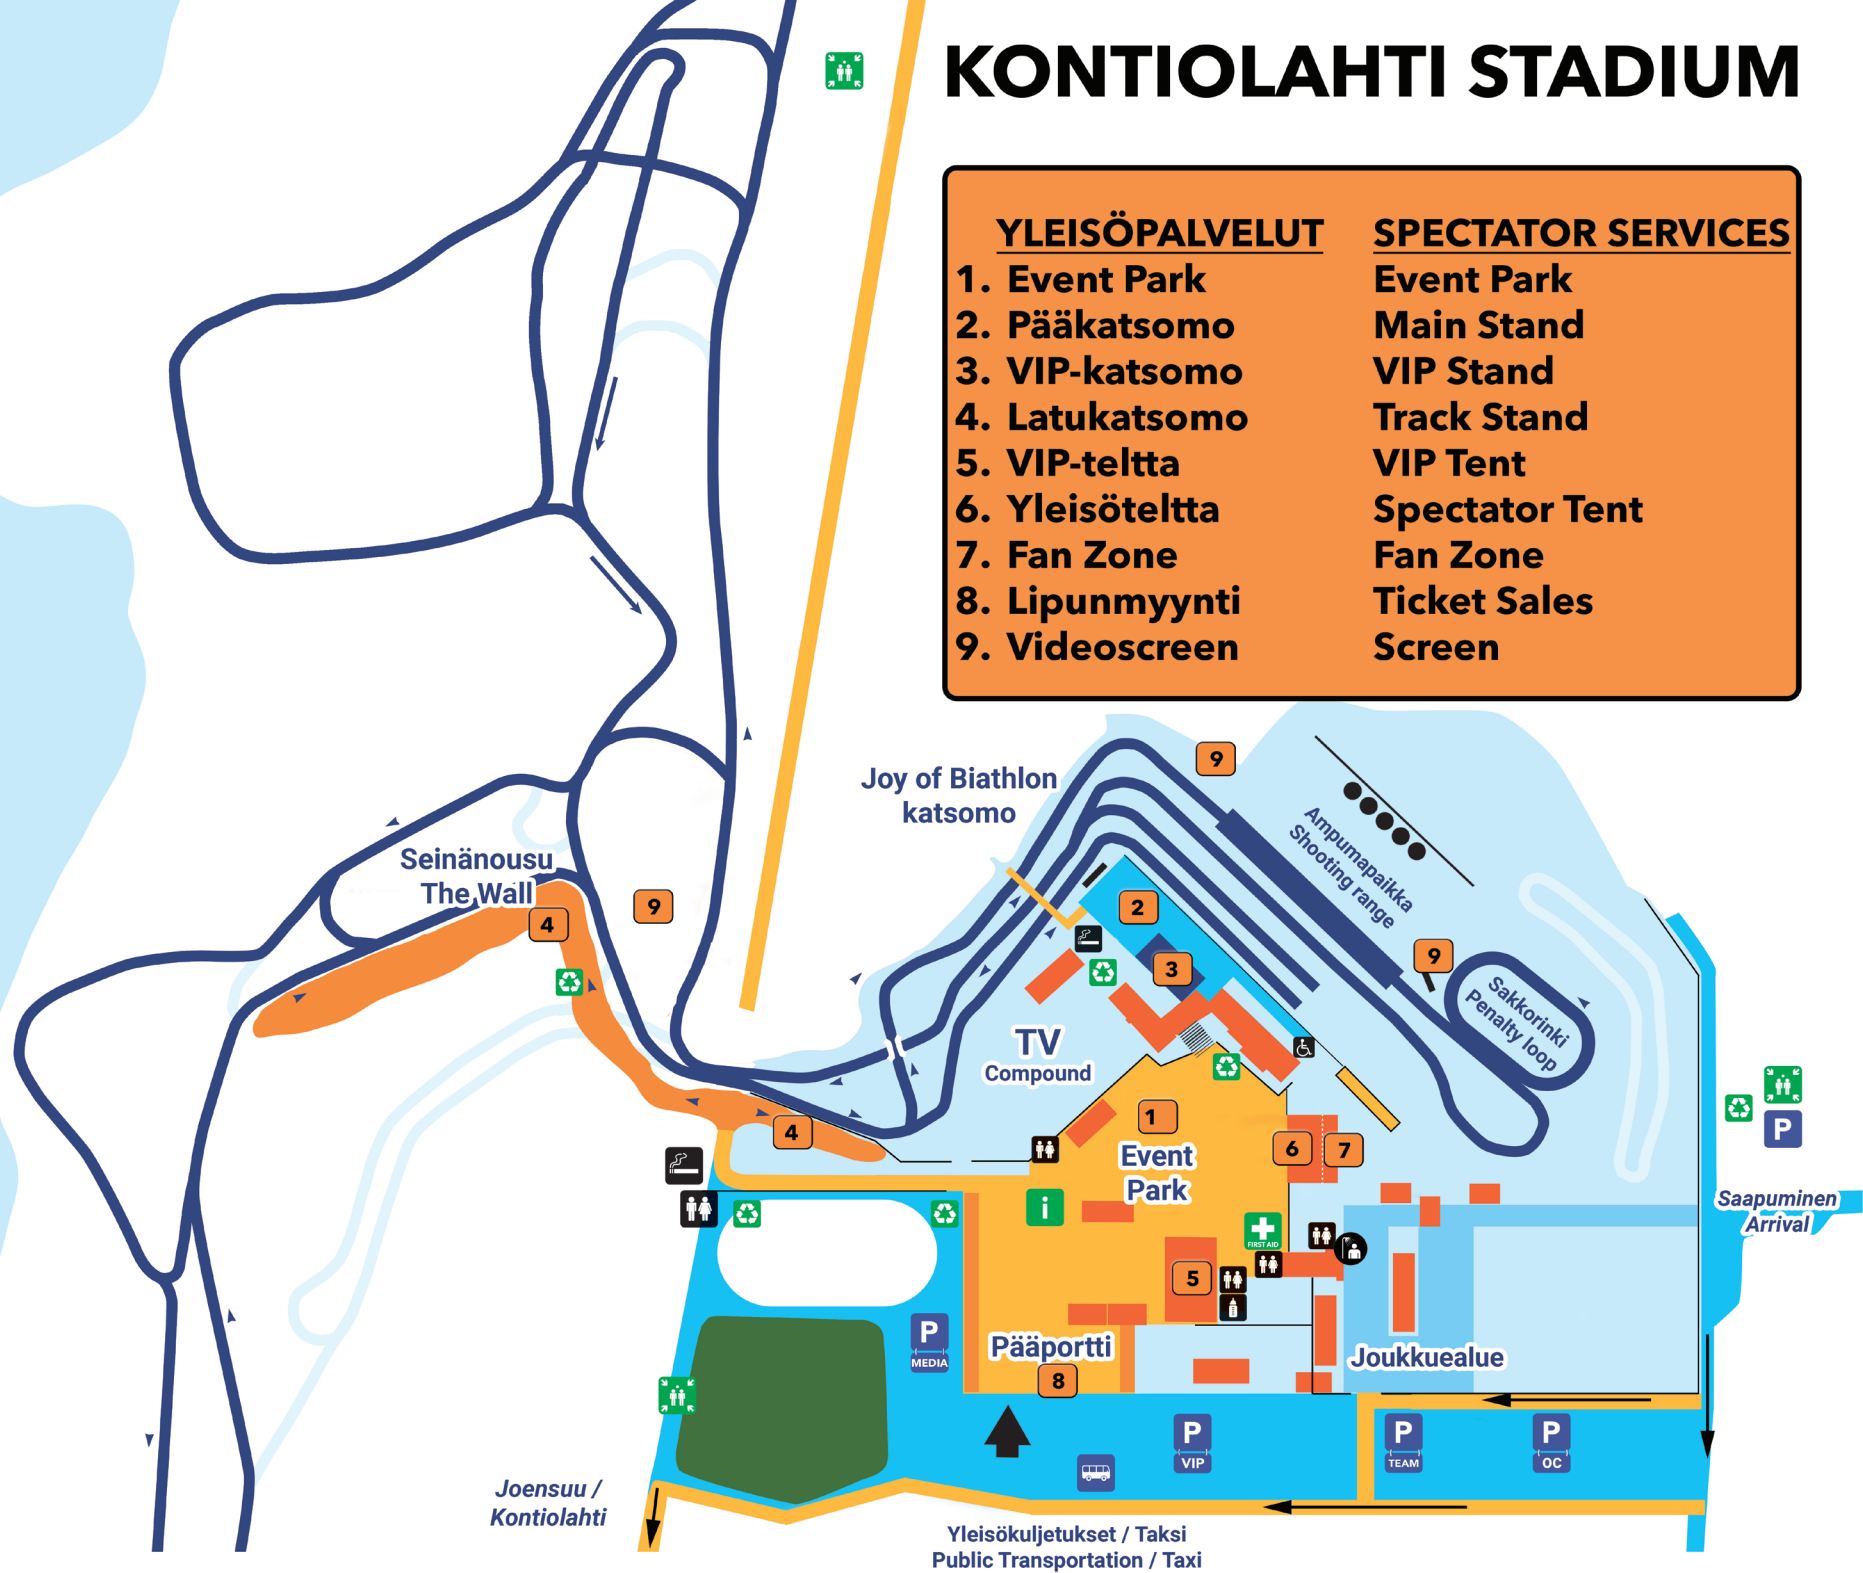 KONTIOLAHTI STADIUM
YLEISÖPALVELUT SPECTATOR SERVICES
1. Event Park Event Park
2. Pääkatsomo Main Stand
3. VIP-katsomo VIP Stand
4. Latukatsomo Track Stand
5. VIP-teltta VIP Tent
6. Yleisöteltta Spectator Tent
7. Fan Zone Fan Zone
8. Lipunmyynti Ticket Sales
9. Videoscreen Screen
9
Joy of Biathlon
katsomo
Ampumapaikka
Shooting range
Seinänousu
The Wall
4
9
2
3
9
Sakkorinki
Penalty loop
TV
Compound
4
1
Event
Park
6
7
P
Saapuminen
Arrival
i
FIRST AID
5
P
MEDIA
Pääportti
8
Joukkuealue
P
VIP
P
TEAM
P
OC
Joensuu /
Kontiolahti
Yleisökuljetukset / Taksi
Public Transportation / Taxi